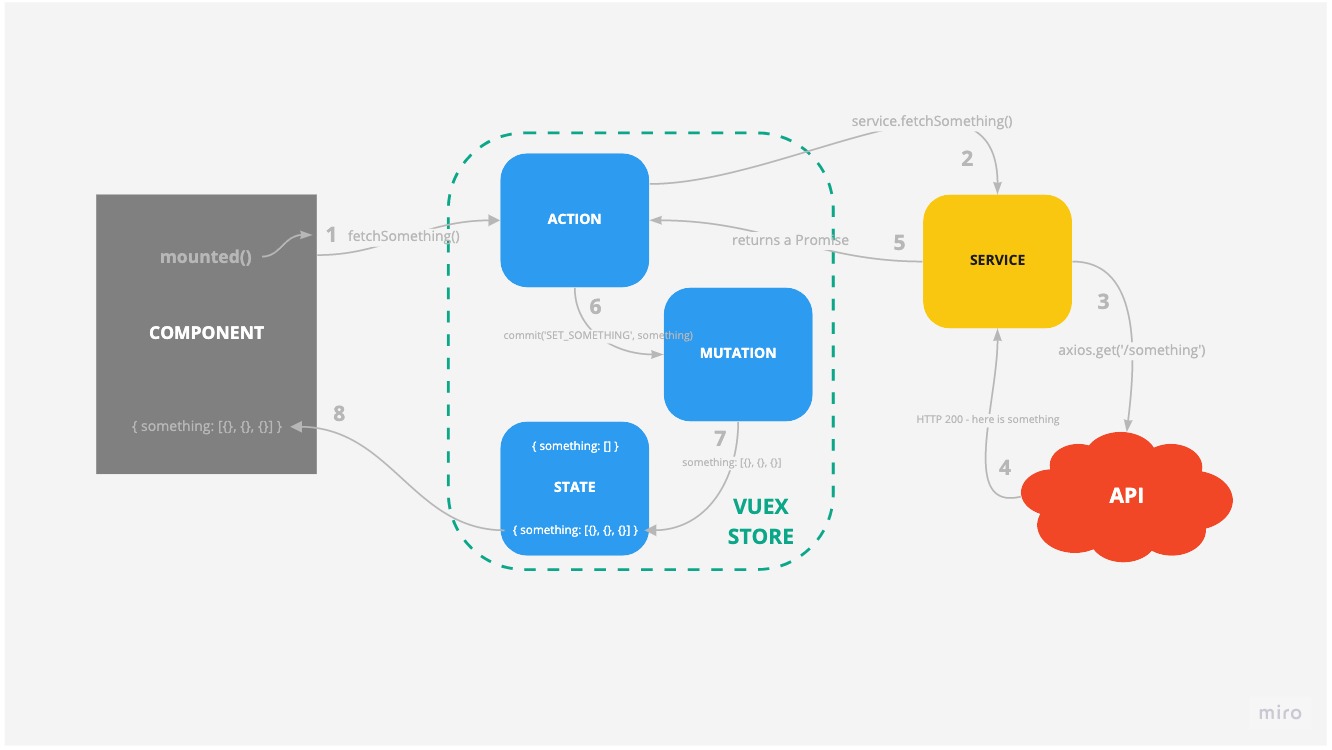 service.fetchSomething()
2
ACTION
1 fetchSomething()
mounted()
returns a Promise
5
SERVICE
6
3
commit('SET_SOMETHING', something)
COMPONENT
MUTATION
axios.get('/something')
8
{ something: [{}, {}, {}] }
HTTP 200 - here is something
7
{ something: [] }
something: [{}, {}, {}]
4
STATE
API
VUEX
STORE
{ something: [{}, {}, {}] }
miro